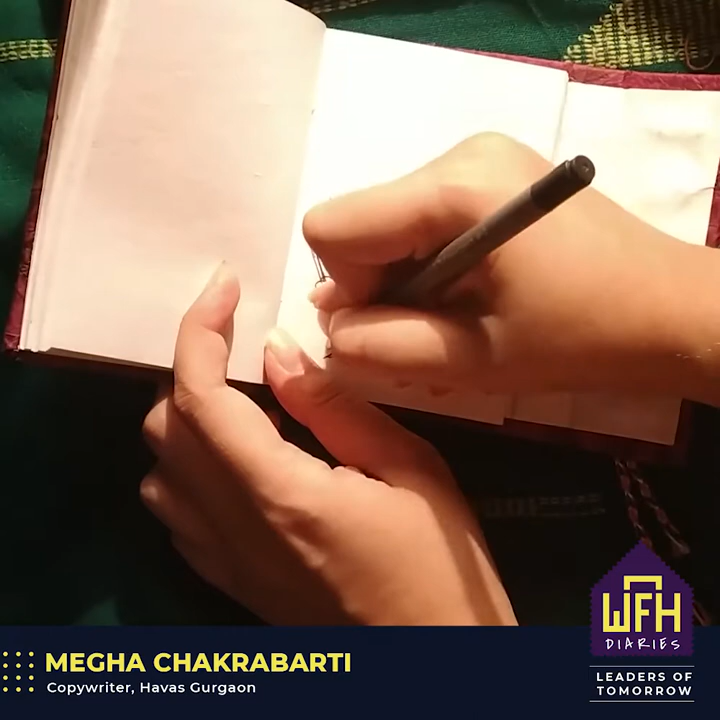 MEGHA CHAKRABARTI
Copywriter, Havas Gurgaon
WFH
DIARIES
LEADERS OF
TOMORROW